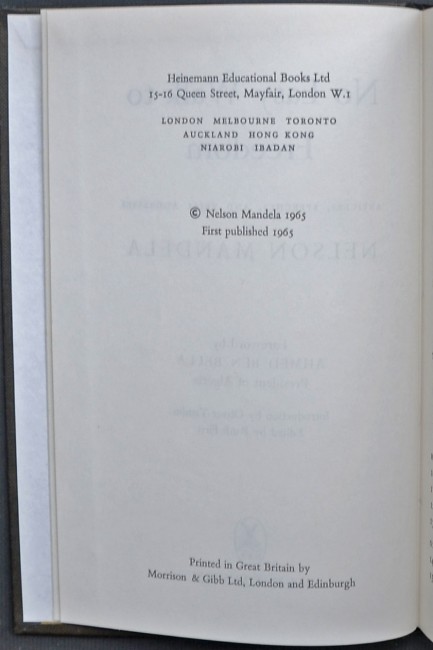 Heinemann Educational Books Ltd
15-16 Queen Street, Mayfair, London W.1
LONDON MELBOURNE TORONTO
AUCKLAND HONG KONG
NIAROBI IBADAN
© Nelson Mandela 1965
First published 1965
Printed in Great Britain by
Morrison & Gibb Ltd, London and Edinburgh